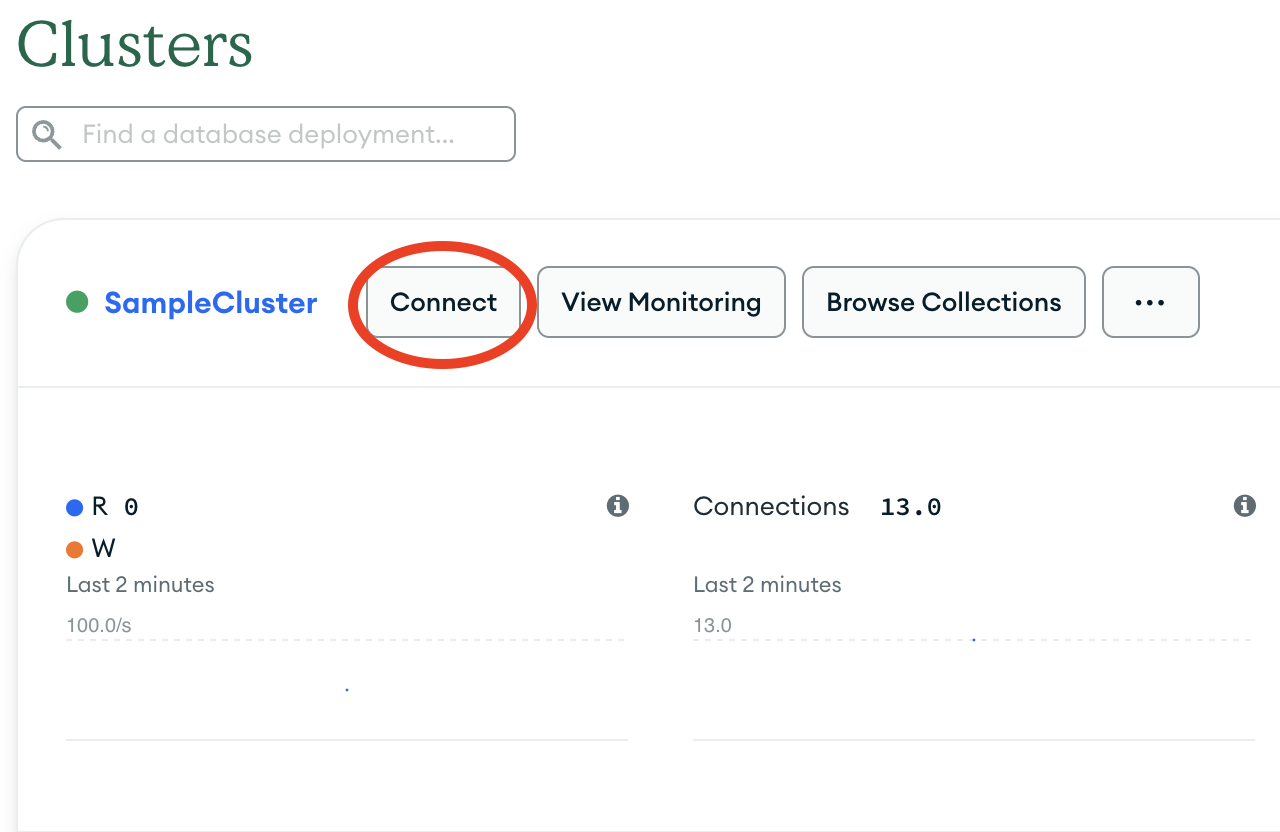 Clusters
Find a database deployment...
SampleCluster Connect View Monitoring Browse Collections ...
R 0
W
Last 2 minutes
100.0/s
Connections 13.0
Last 2 minutes
13.0